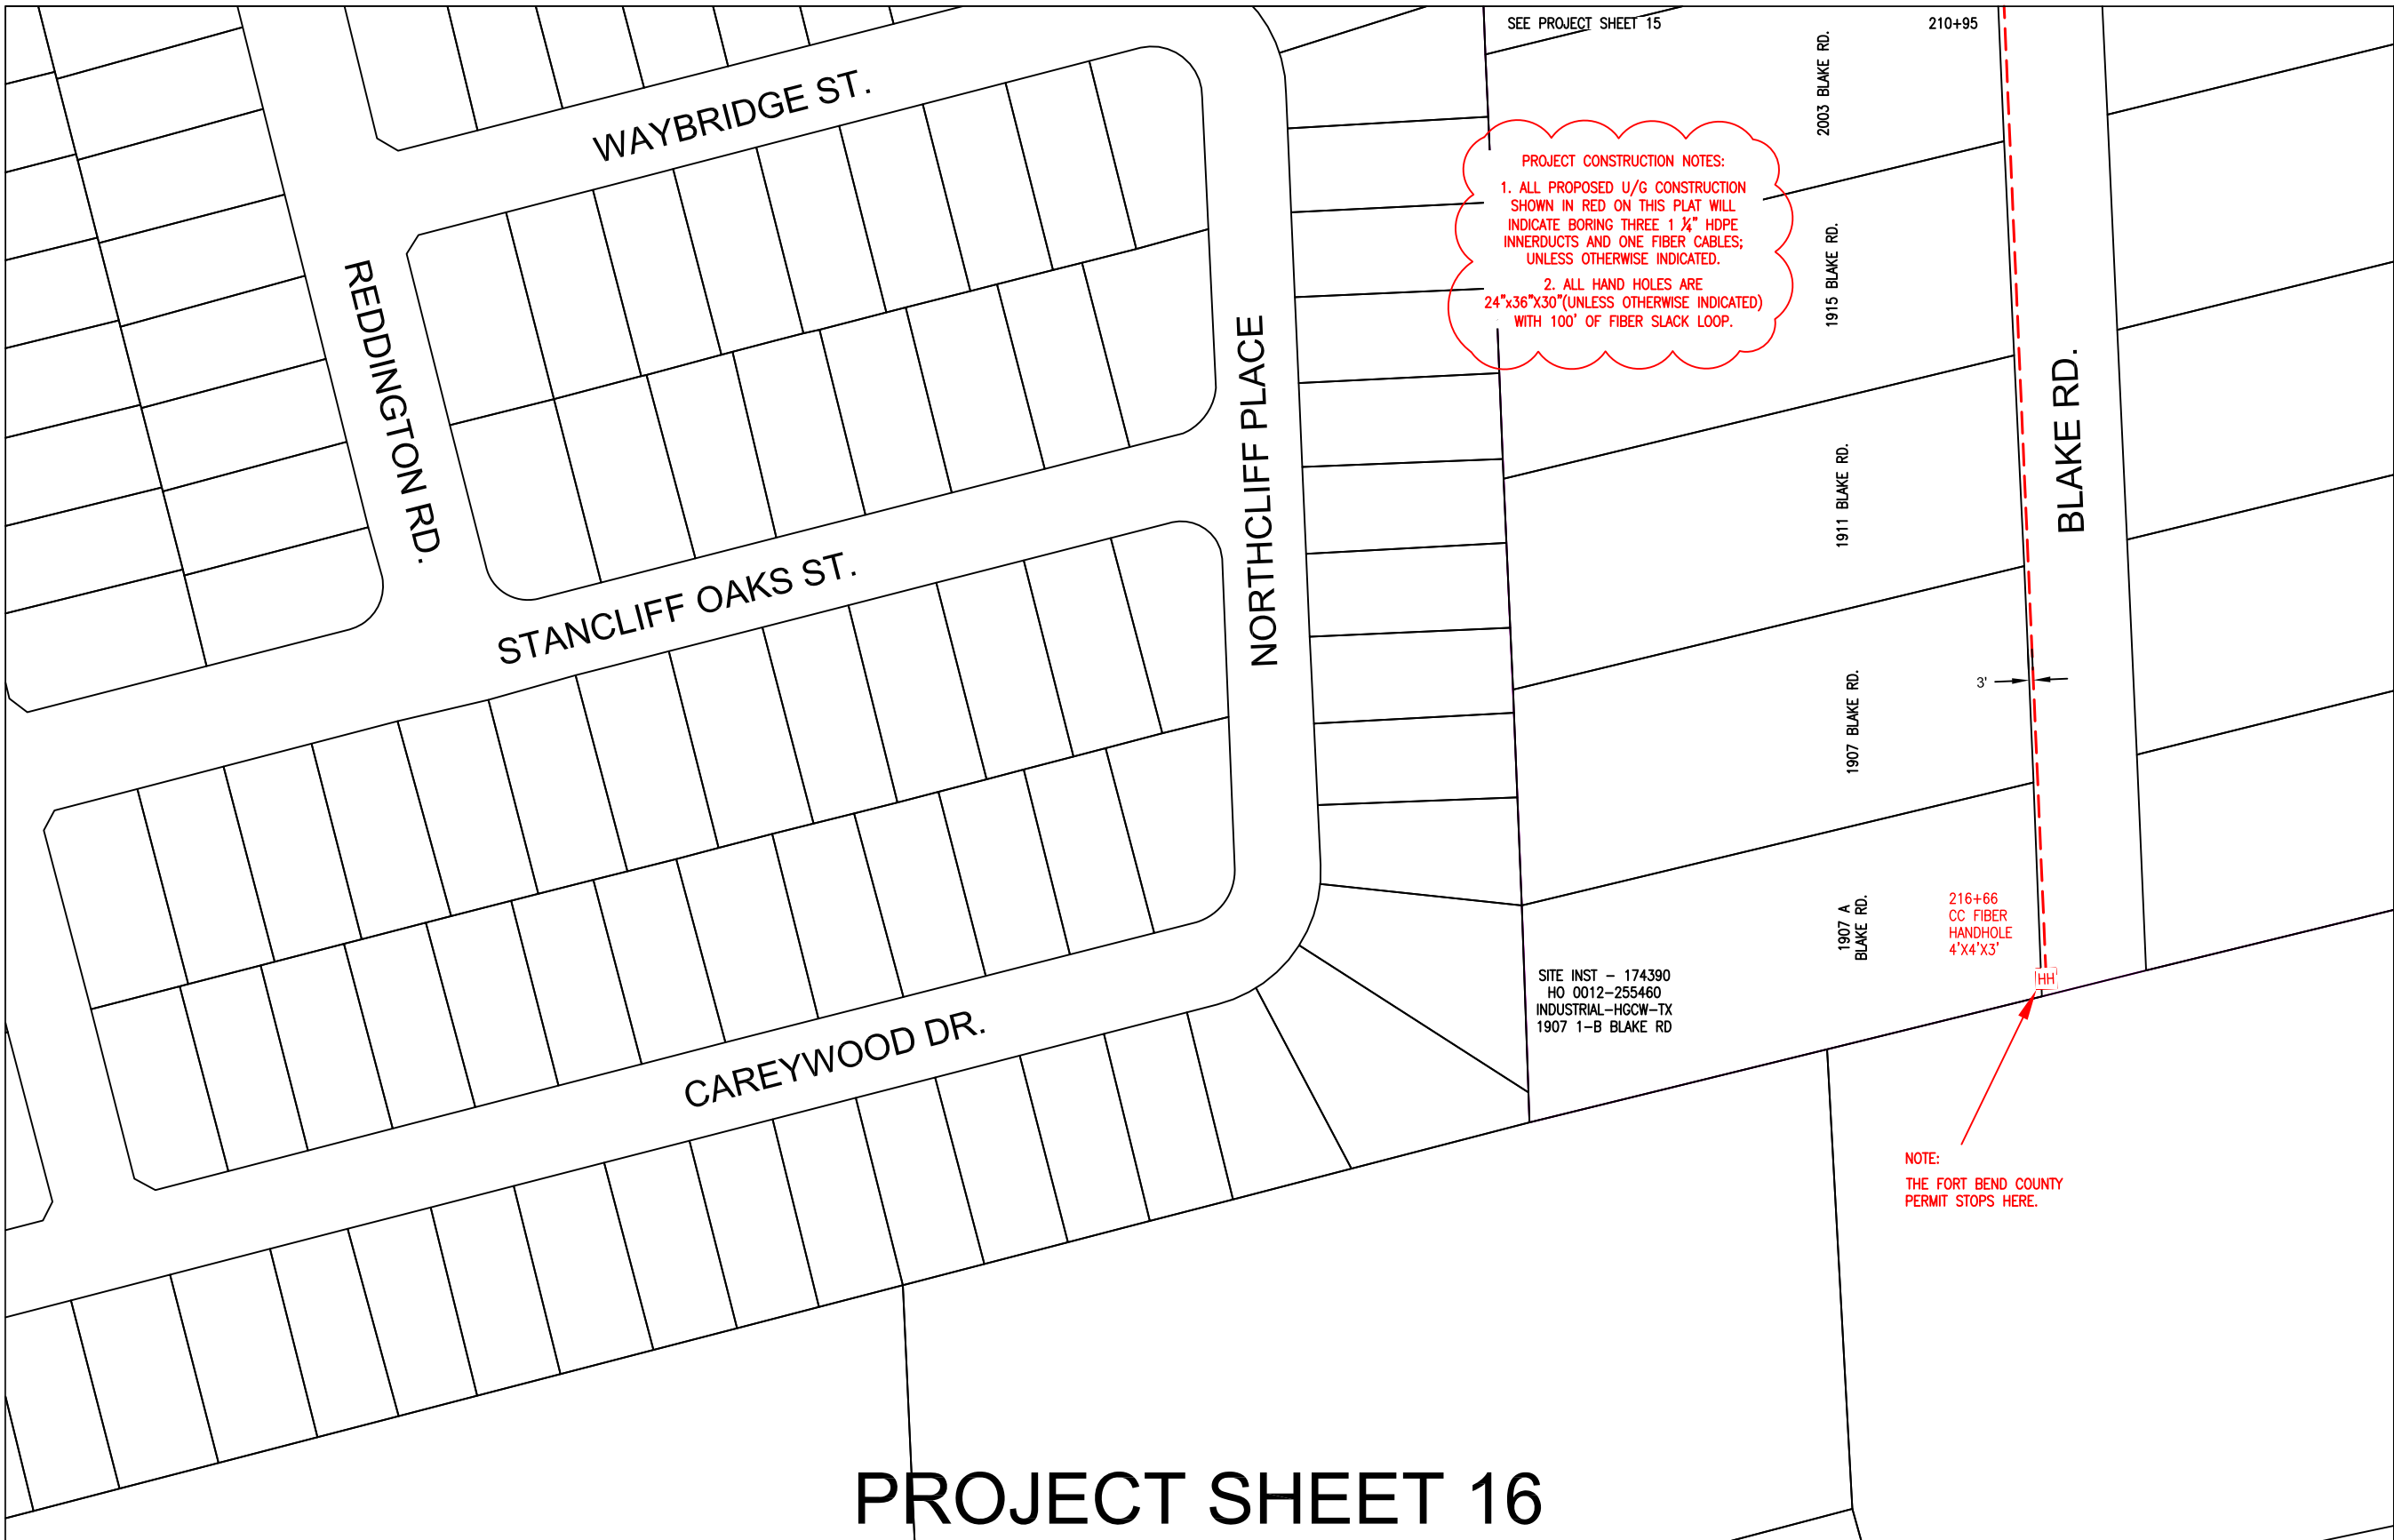 SEE PROJECT SHEET 15
210+95
WAYBRIDGE ST.
2003 BLAKE RD.
PROJECT CONSTRUCTION NOTES:
1. ALL PROPOSED U/G CONSTRUCTION
SHOWN IN RED ON THIS PLAT WILL
INDICATE BORING THREE 1 ¼" HDPE
INNERDUCTS AND ONE FIBER CABLES;
UNLESS OTHERWISE INDICATED.
2. ALL HAND HOLES ARE
24"x36"X30"(UNLESS OTHERWISE INDICATED)
WITH 100' OF FIBER SLACK LOOP.
1915 BLAKE RD.
REDDINGTON RD.
NORTHCLIFF PLACE
BLAKE RD.
1911 BLAKE RD.
STANCLIFF OAKS ST.
1907 BLAKE RD.
3'
1907 A
BLAKE RD.
216+66
CC FIBER
HANDHOLE
4'X4'X3'
HH
SITE INST - 174390
HO 0012-255460
INDUSTRIAL-HGCW-TX
1907 1-B BLAKE RD
CAREYWOOD DR.
NOTE:
THE FORT BEND COUNTY
PERMIT STOPS HERE.
PROJECT SHEET 16